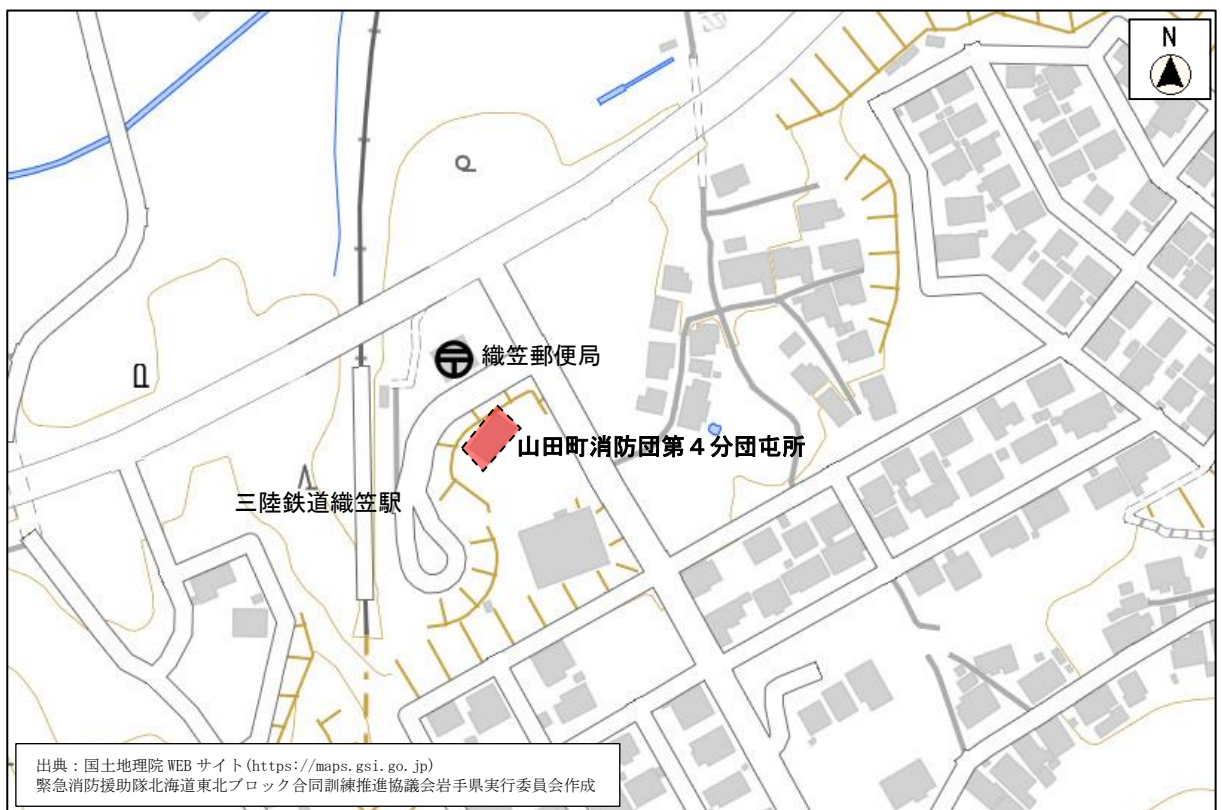 N
織笠郵便局
山田町消防団第４分団屯所
三陸鉄道織笠駅
出典：国土地理院 WEB サイト(https://maps.gsi.go.jp)
緊急消防援助隊北海道東北ブロック合同訓練推進協議会岩手県実行委員会作成